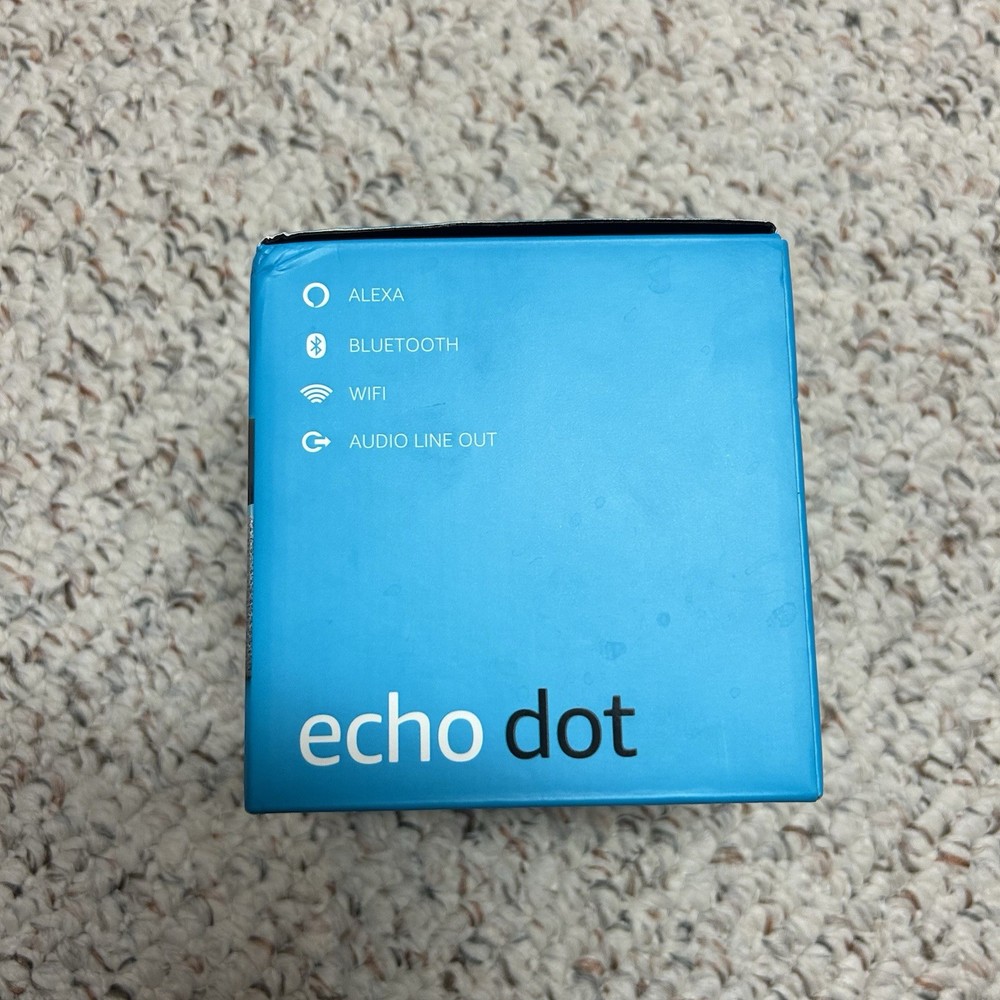 ALEXA
BLUETOOTH
WIFI
AUDIO LINE OUT
echo dot